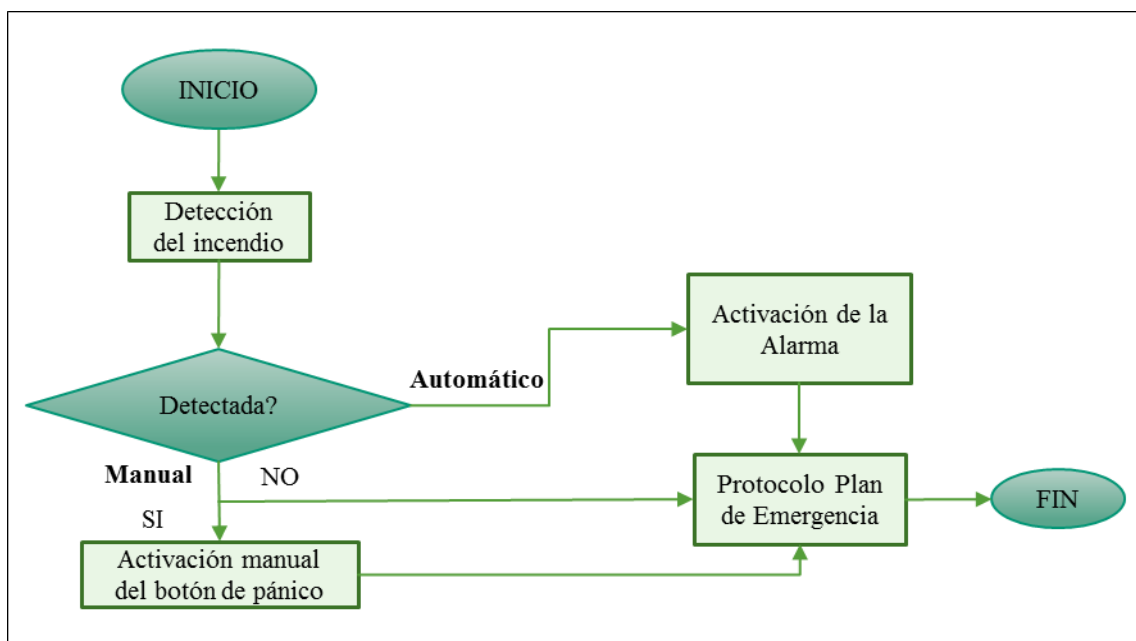 INICIO
Detección
del incendio
Activación de la
Alarma
Automático
Detectada?
Manual
NO
Protocolo Plan
de Emergencia
FIN
SI
Activación manual
del botón de pánico